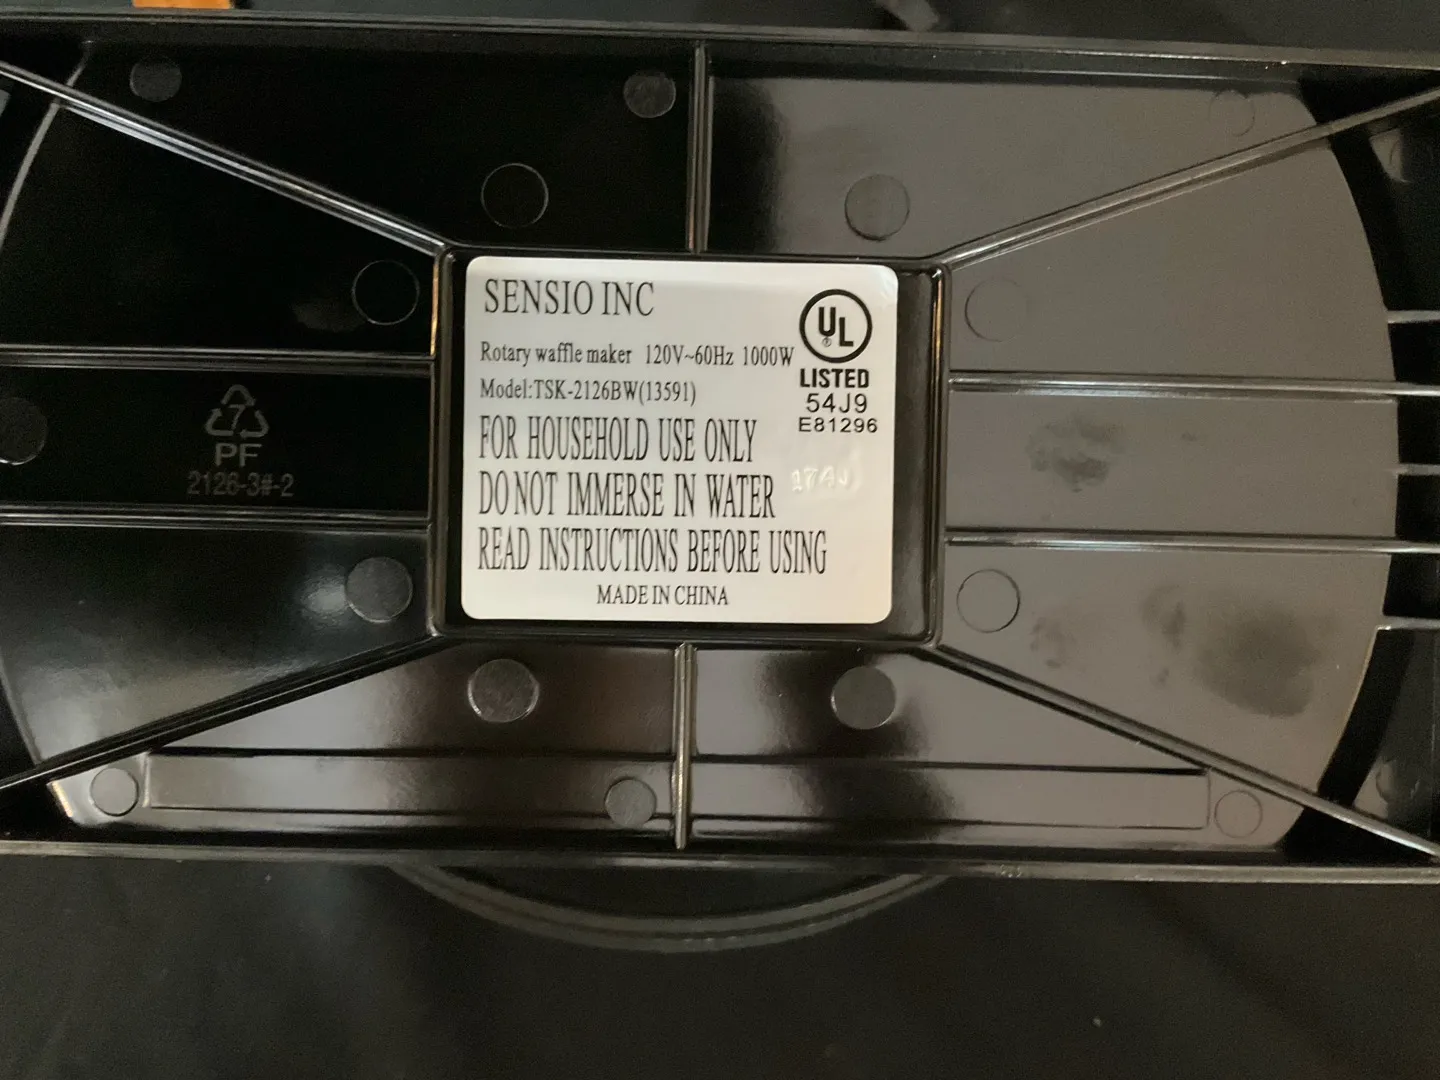 SENSIO INC
Rotary waffle maker 120V~60Hz 1000W
Model:TSK-2126BW(13591)
FOR HOUSEHOLD USE ONLY
DO NOT IMMERSE IN WATER
READ INSTRUCTIONS BEFORE USING
MADE IN CHINA
UL
®
LISTED
54J9
E81296
7
PF
2126-3#-2